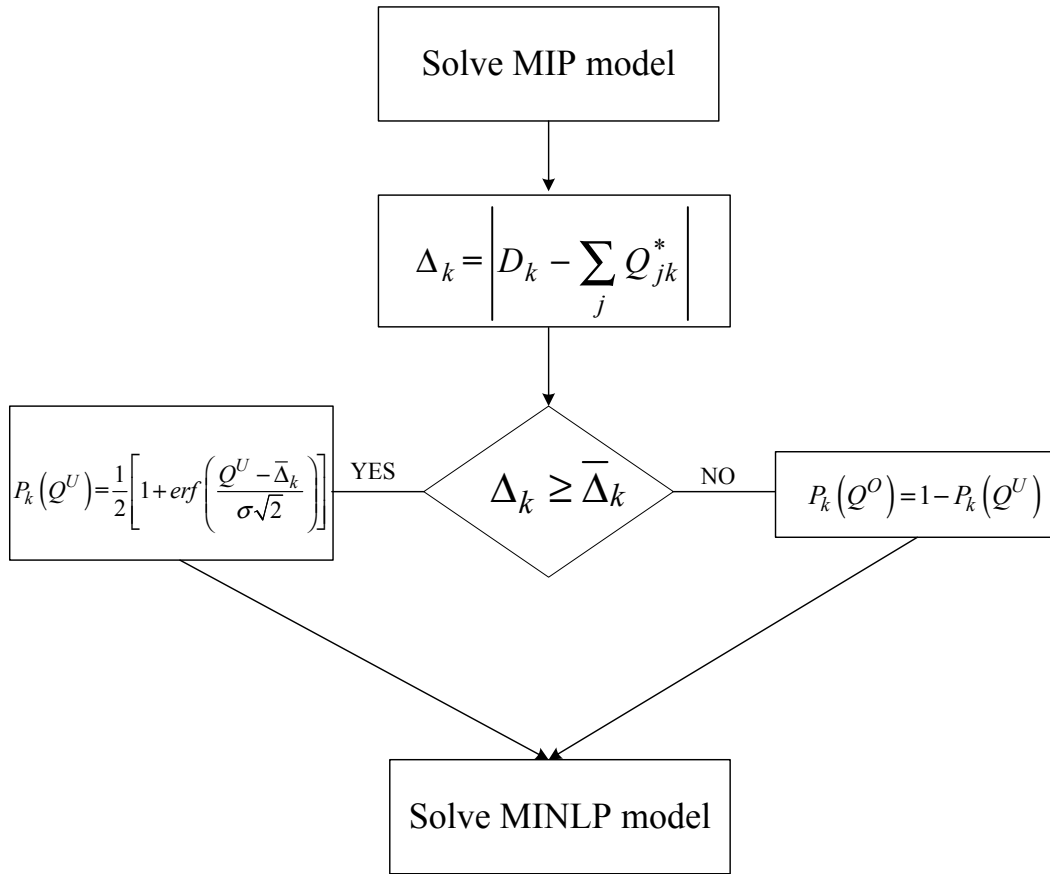 Solve MIP model
Δ_k = |D_k − ∑_j Q*_jk|
Δ_k ≥ Δ̅_k
YES
NO
P_k(Q^U) = 1/2[1 + erf((Q^U − Δ̅_k)/(σ√2))]
P_k(Q^O) = 1 − P_k(Q^U)
Solve MINLP model